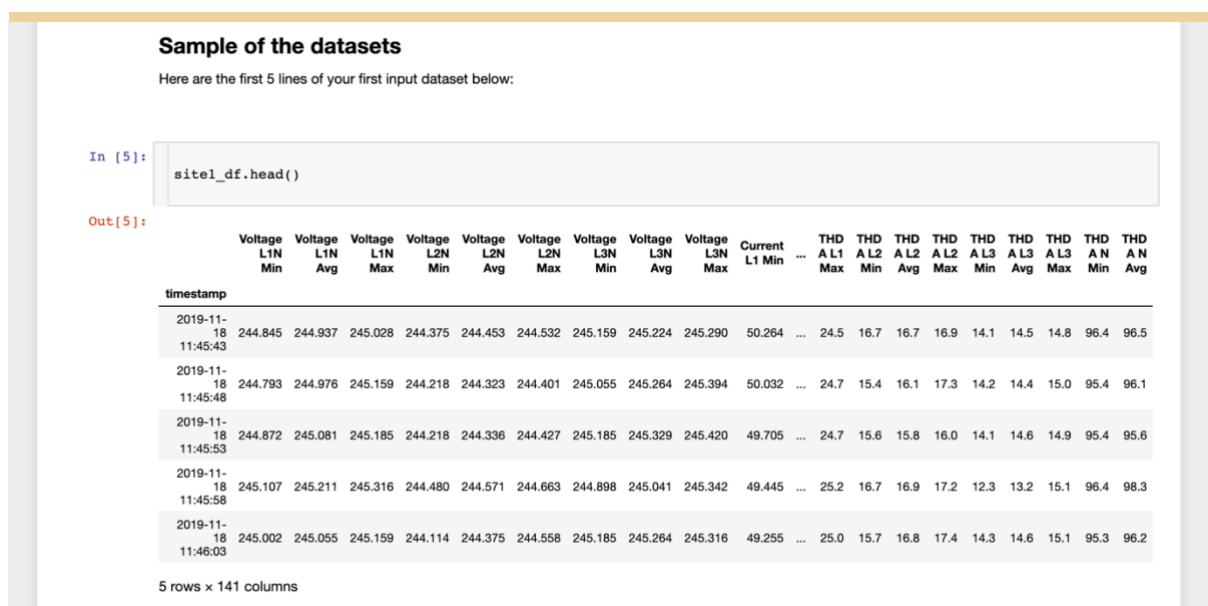 Sample of the datasets
Here are the first 5 lines of your first input dataset below:
In [5]:
site1_df.head()
Out[5]:
Voltage Voltage Voltage Voltage Voltage Voltage Voltage Voltage Voltage Current THD THD THD THD THD THD THD THD THD
L1N L1N L1N L2N L2N L2N L3N L3N L3N L1 Min ... A L1 A L2 A L2 A L2 A L3 A L3 A L3 A N A N
Min Avg Max Min Avg Max Min Avg Max Max Min Avg Max Min Avg Max Min Avg
timestamp
2019-11-
18 244.845 244.937 245.028 244.375 244.453 244.532 245.159 245.224 245.290 50.264 ... 24.5 16.7 16.7 16.9 14.1 14.5 14.8 96.4 96.5
11:45:43
2019-11-
18 244.793 244.976 245.159 244.218 244.323 244.401 245.055 245.264 245.394 50.032 ... 24.7 15.4 16.1 17.3 14.2 14.4 15.0 95.4 96.1
11:45:48
2019-11-
18 244.872 245.081 245.185 244.218 244.336 244.427 245.185 245.329 245.420 49.705 ... 24.7 15.6 15.8 16.0 14.1 14.6 14.9 95.4 95.6
11:45:53
2019-11-
18 245.107 245.211 245.316 244.480 244.571 244.663 244.898 245.041 245.342 49.445 ... 25.2 16.7 16.9 17.2 12.3 13.2 15.1 96.4 98.3
11:45:58
2019-11-
18 245.002 245.055 245.159 244.114 244.375 244.558 245.185 245.264 245.316 49.255 ... 25.0 15.7 16.8 17.4 14.3 14.6 15.1 95.3 96.2
11:46:03
5 rows × 141 columns